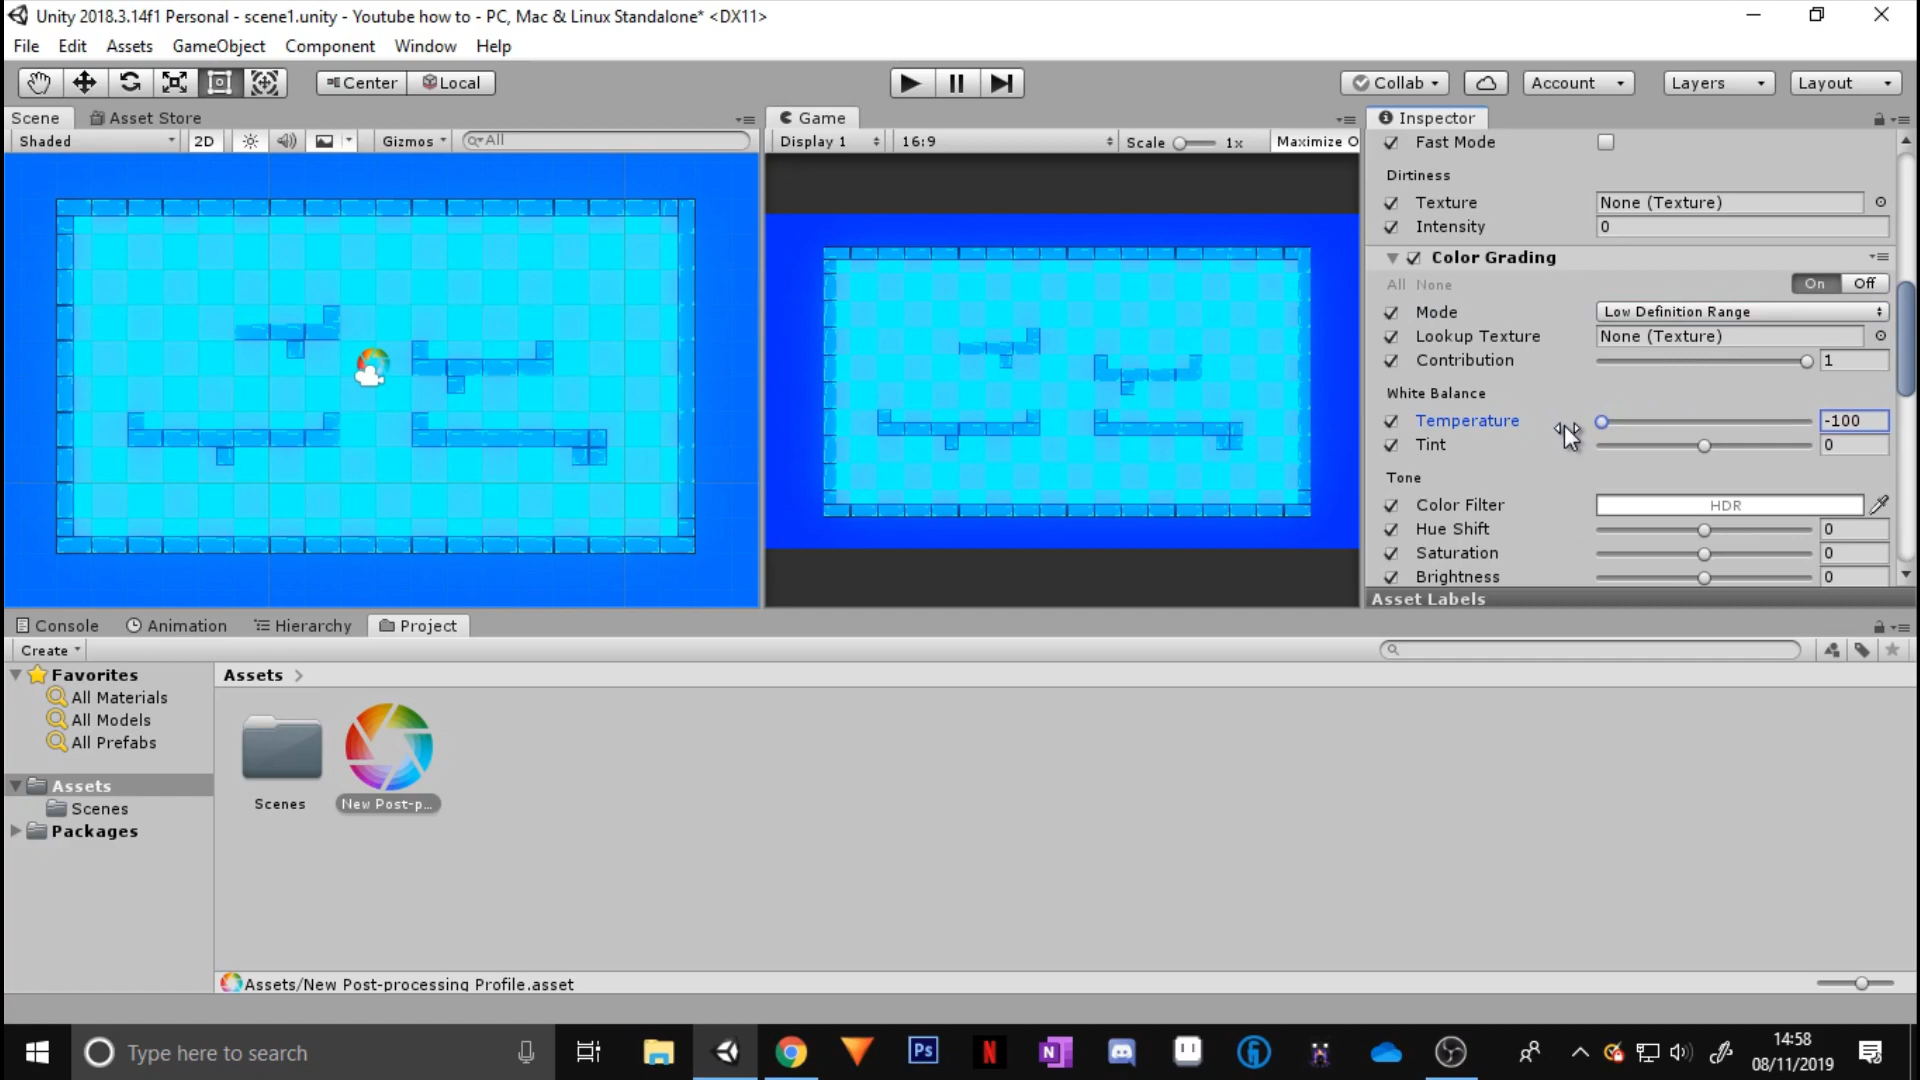 Unity 2018.3.14f1 Personal - scene1.unity - Youtube how to - PC, Mac & Linux Standalone* <DX11>
File Edit Assets GameObject Component Window Help
Center Local Collab Account Layers Layout
Scene Asset Store
Shaded 2D Gizmos All
Game
Display 1 16:9 Scale 1x Maximize O
Inspector
Fast Mode
Dirtiness
Texture None (Texture)
Intensity 0
Color Grading
All None On Off
Mode Low Definition Range
Lookup Texture None (Texture)
Contribution 1
White Balance
Temperature -100
Tint 0
Tone
Color Filter HDR
Hue Shift 0
Saturation 0
Brightness 0
Asset Labels
Console Animation Hierarchy Project
Create
Favorites
All Materials
All Models
All Prefabs
Assets
Scenes
Packages
Assets
Scenes
New Post-p...
Assets/New Post-processing Profile.asset
Type here to search
Ps
N
N
14:58
08/11/2019